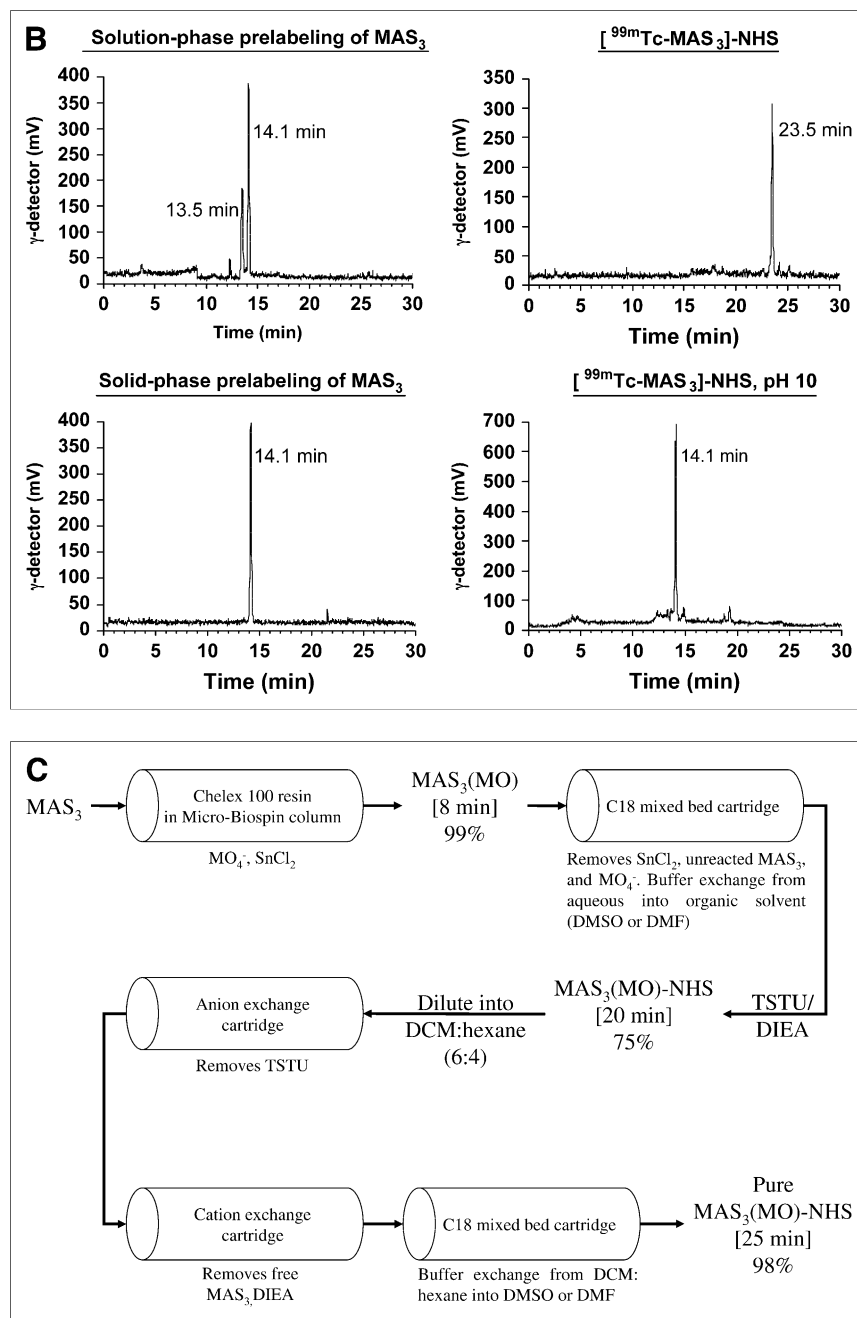 B
Solution-phase prelabeling of MAS3
400
350
300
250
200
150
100
50
0
γ-detector (mV)
14.1 min
13.5 min
0 5 10 15 20 25 30
Time (min)
[ 99mTc-MAS3]-NHS
350
300
250
200
150
100
50
0
γ-detector (mV)
23.5 min
0 5 10 15 20 25 30
Time (min)
Solid-phase prelabeling of MAS3
400
350
300
250
200
150
100
50
0
γ-detector (mV)
14.1 min
0 5 10 15 20 25 30
Time (min)
[ 99mTc-MAS3]-NHS, pH 10
700
600
500
400
300
200
100
0
γ-detector (mV)
14.1 min
0 5 10 15 20 25 30
Time (min)
C
MAS3
Chelex 100 resin
in Micro-Biospin column
MO4-, SnCl2
MAS3(MO)
[8 min]
99%
C18 mixed bed cartridge
Removes SnCl2, unreacted MAS3,
and MO4-. Buffer exchange from
aqueous into organic solvent
(DMSO or DMF)
TSTU/
DIEA
MAS3(MO)-NHS
[20 min]
75%
Dilute into
DCM:hexane
(6:4)
Anion exchange
cartridge
Removes TSTU
Cation exchange
cartridge
Removes free
MAS3,DIEA
C18 mixed bed cartridge
Buffer exchange from DCM:
hexane into DMSO or DMF
Pure
MAS3(MO)-NHS
[25 min]
98%